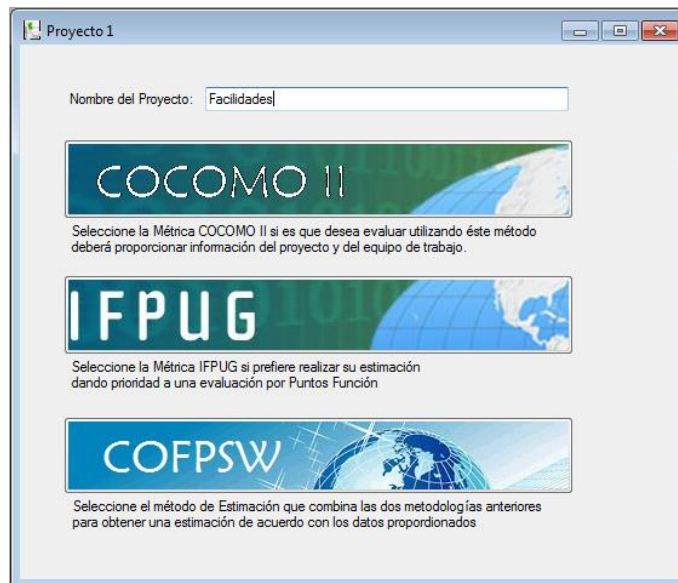 Proyecto 1
Nombre del Proyecto: Facilidades
COCOMO II
Seleccione la Métrica COCOMO II si es que desea evaluar utilizando éste método
deberá proporcionar información del proyecto y del equipo de trabajo.
IFPUG
Seleccione la Métrica IFPUG si prefiere realizar su estimación
dando prioridad a una evaluación por Puntos Función
COFPSW
Seleccione el método de Estimación que combina las dos metodologías anteriores
para obtener una estimación de acuerdo con los datos propordionados